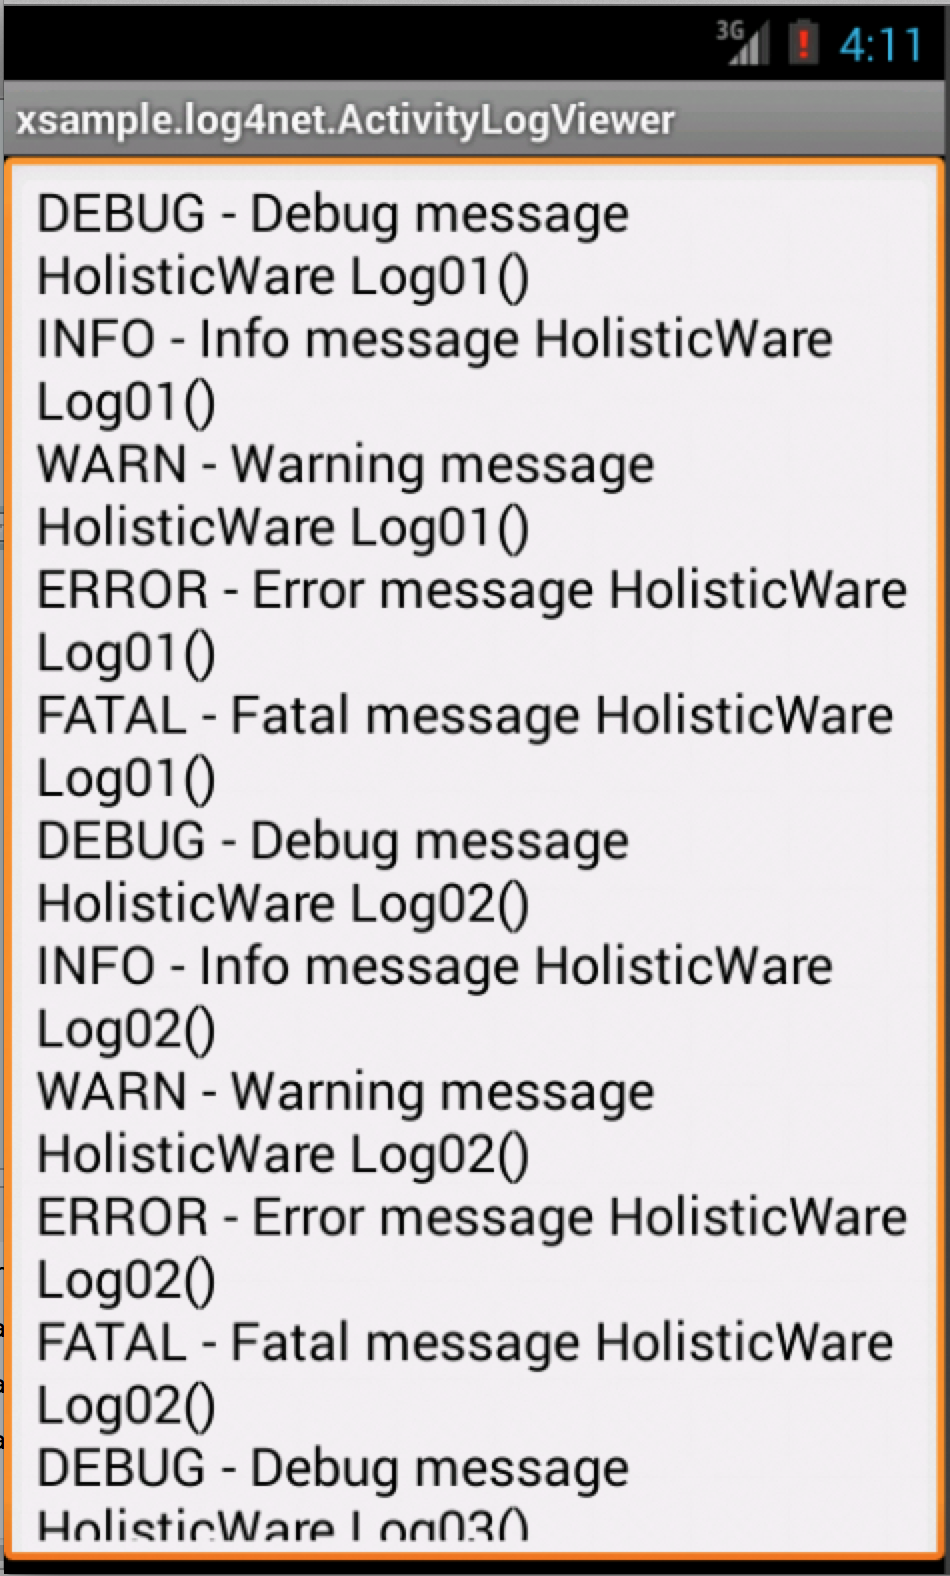 3G 4:11
xsample.log4net.ActivityLogViewer
DEBUG - Debug message
HolisticWare Log01()
INFO - Info message HolisticWare
Log01()
WARN - Warning message
HolisticWare Log01()
ERROR - Error message HolisticWare
Log01()
FATAL - Fatal message HolisticWare
Log01()
DEBUG - Debug message
HolisticWare Log02()
INFO - Info message HolisticWare
Log02()
WARN - Warning message
HolisticWare Log02()
ERROR - Error message HolisticWare
Log02()
FATAL - Fatal message HolisticWare
Log02()
DEBUG - Debug message
HolisticWare Log03()